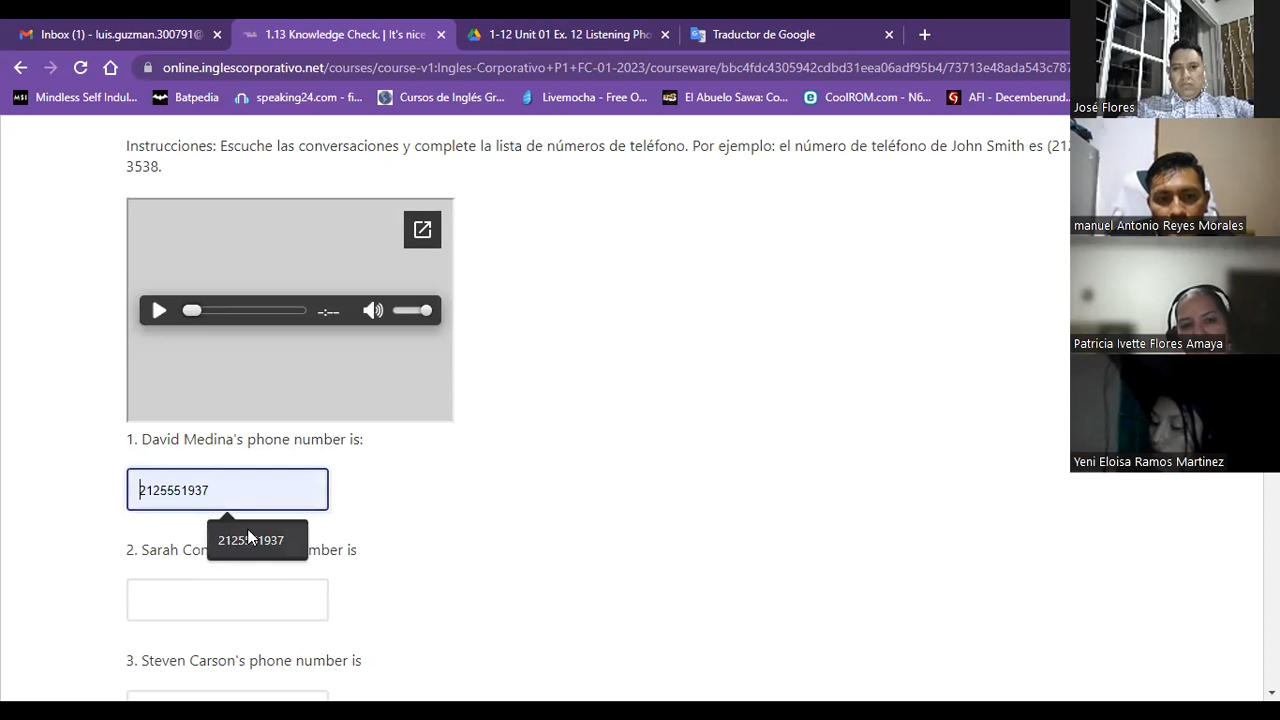 Inbox (1) - luis.guzman.300791@
1.13 Knowledge Check. | It's nice
1-12 Unit 01 Ex. 12 Listening Pho
Traductor de Google
online.inglescorporativo.net/courses/course-v1:Ingles-Corporativo+P1+FC-01-2023/courseware/bbc4fdc4305942cdbd31eea06adf95b4/73713e48ada543c787
Mindless Self Indul...
Batpedia
speaking24.com - fi...
Cursos de Inglés Gr...
Livemocha - Free O...
El Abuelo Sawa: Co...
CoolROM.com - N6...
AFI - Decemberund...
Instrucciones: Escuche las conversaciones y complete la lista de números de teléfono. Por ejemplo: el número de teléfono de John Smith es (21
3538.
-:--
1. David Medina's phone number is:
2125551937
2125551937
2. Sarah Con mber is
3. Steven Carson's phone number is
José Flores
manuel Antonio Reyes Morales
Patricia Ivette Flores Amaya
Yeni Eloisa Ramos Martinez